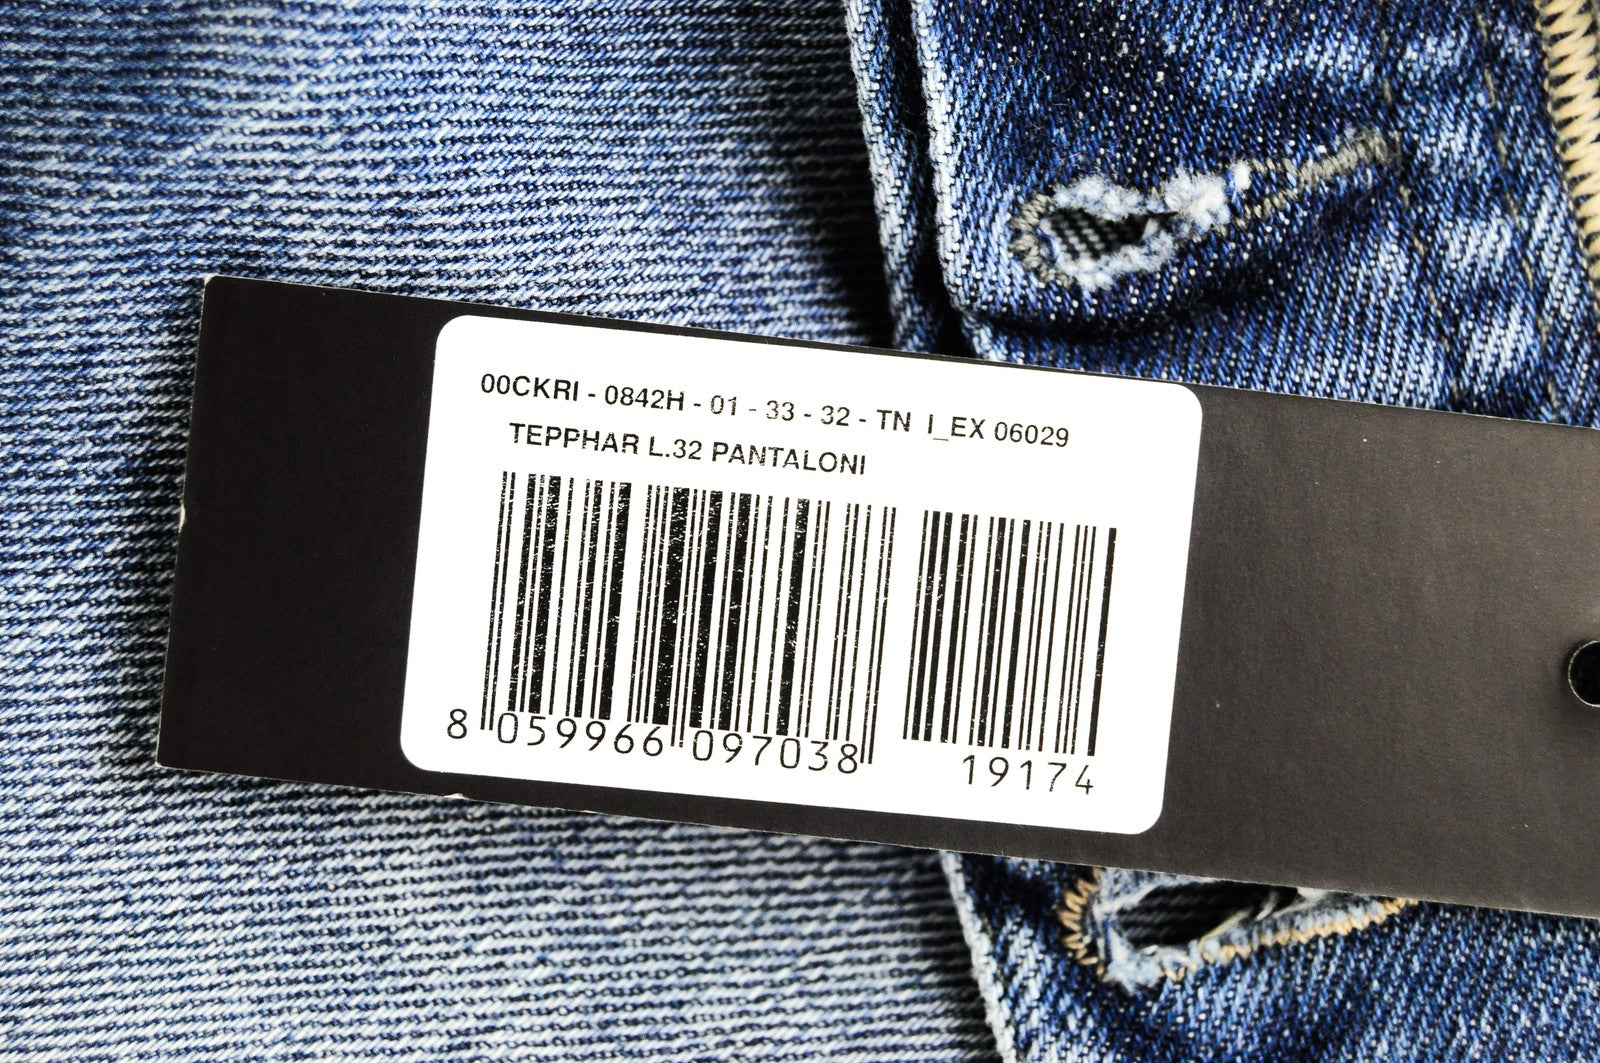 00CKRI - 0842H - 01 - 33 - 32 - TN I_EX 06029
TEPPHAR L.32 PANTALONI
8 059966 097038 19174